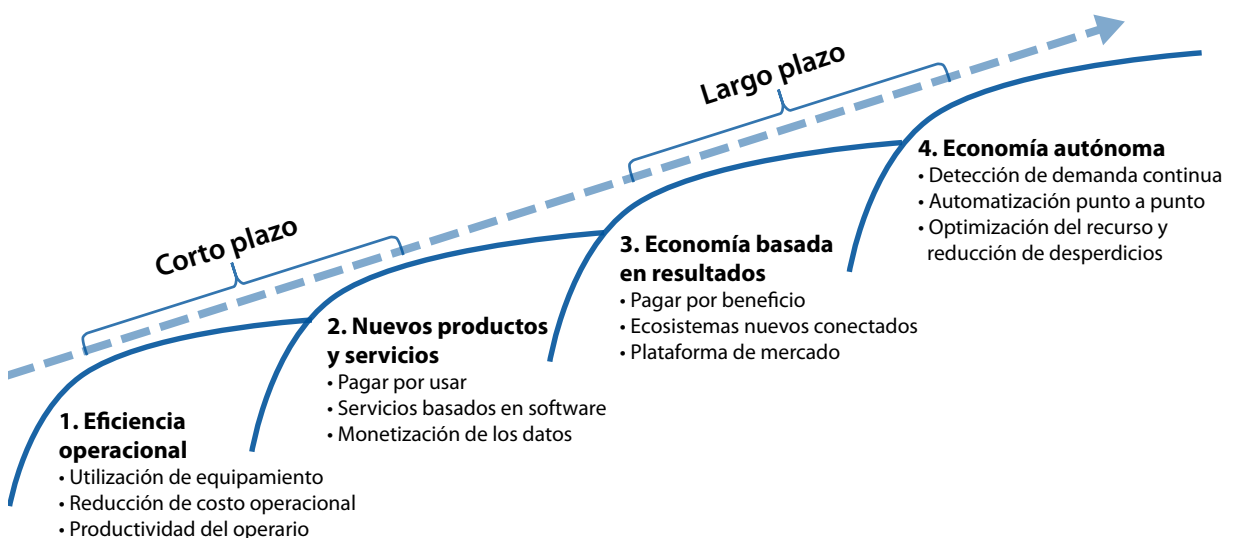 Corto plazo
Largo plazo
1. Eficiencia
operacional
• Utilización de equipamiento
• Reducción de costo operacional
• Productividad del operario
2. Nuevos productos
y servicios
• Pagar por usar
• Servicios basados en software
• Monetización de los datos
3. Economía basada
en resultados
• Pagar por beneficio
• Ecosistemas nuevos conectados
• Plataforma de mercado
4. Economía autónoma
• Detección de demanda continua
• Automatización punto a punto
• Optimización del recurso y
reducción de desperdicios